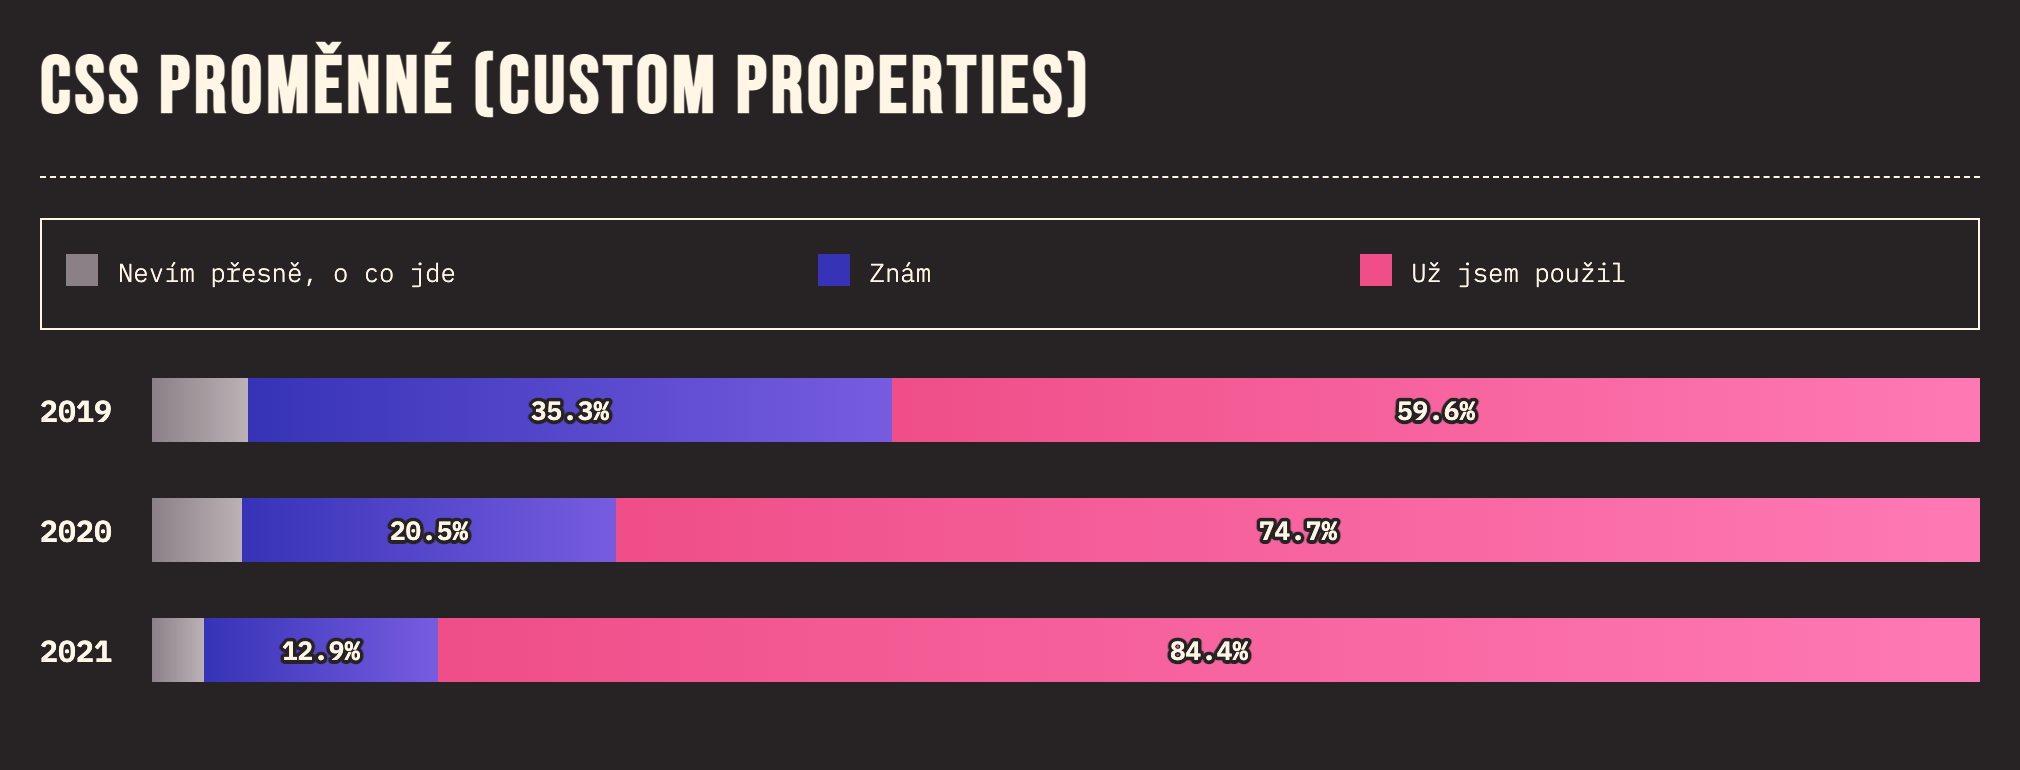 CSS PROMĚNNÉ (CUSTOM PROPERTIES)
Nevím přesně, o co jde
Znám
Už jsem použil
2019 35.3% 59.6%
2020 20.5% 74.7%
2021 12.9% 84.4%